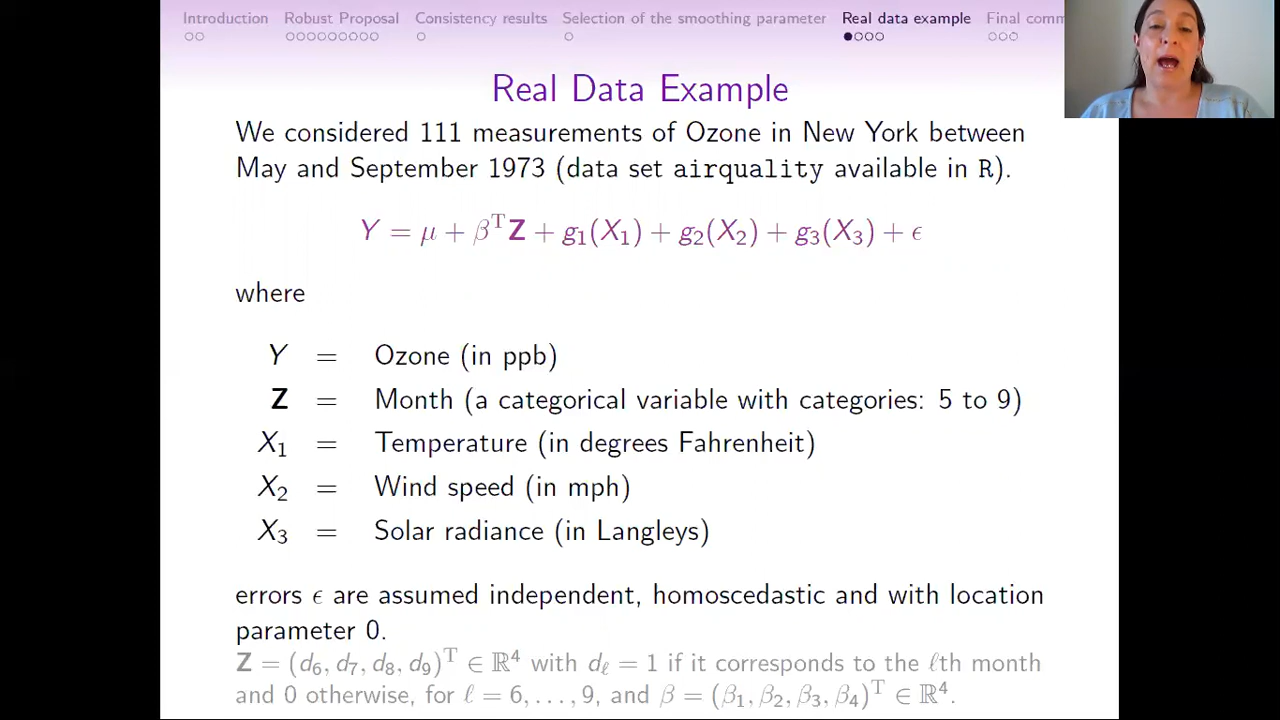 Introduction Robust Proposal Consistency results Selection of the smoothing parameter Real data example Final comm
Real Data Example
We considered 111 measurements of Ozone in New York between
May and September 1973 (data set airquality available in R).
Y = μ + βᵀZ + g₁(X₁) + g₂(X₂) + g₃(X₃) + ϵ
where
Y = Ozone (in ppb)
Z = Month (a categorical variable with categories: 5 to 9)
X₁ = Temperature (in degrees Fahrenheit)
X₂ = Wind speed (in mph)
X₃ = Solar radiance (in Langleys)
errors ϵ are assumed independent, homoscedastic and with location
parameter 0.
Z = (d₆, d₇, d₈, d₉)ᵀ ∈ ℝ⁴ with dℓ = 1 if it corresponds to the ℓth month
and 0 otherwise, for ℓ = 6, . . . , 9, and β = (β₁, β₂, β₃, β₄)ᵀ ∈ ℝ⁴.